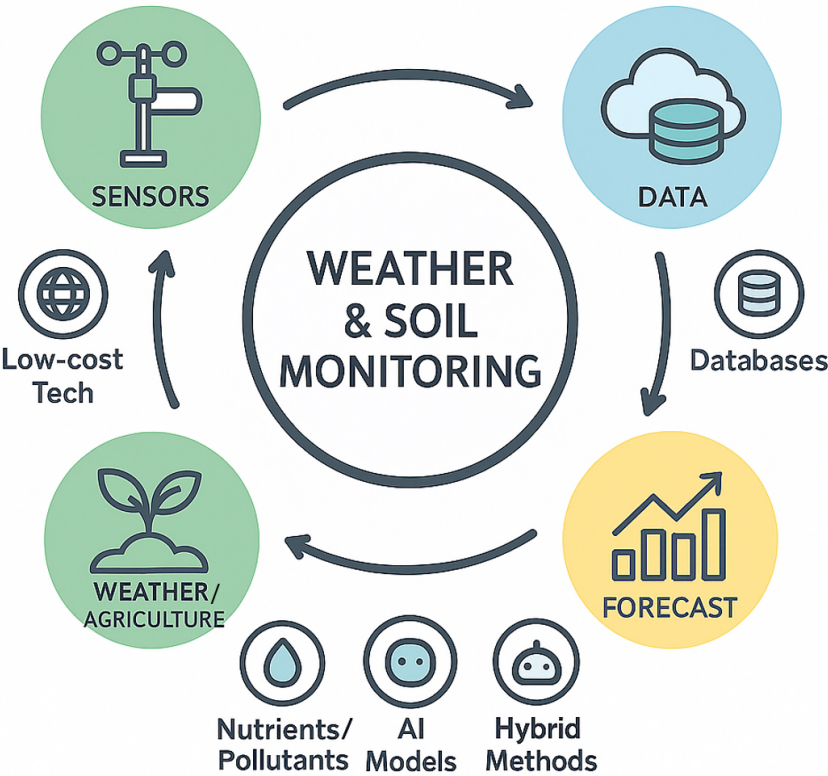 SENSORS
DATA
WEATHER
& SOIL
MONITORING
Low-cost
Tech
Databases
WEATHER/
AGRICULTURE
FORECAST
Nutrients/
Pollutants
AI
Models
Hybrid
Methods